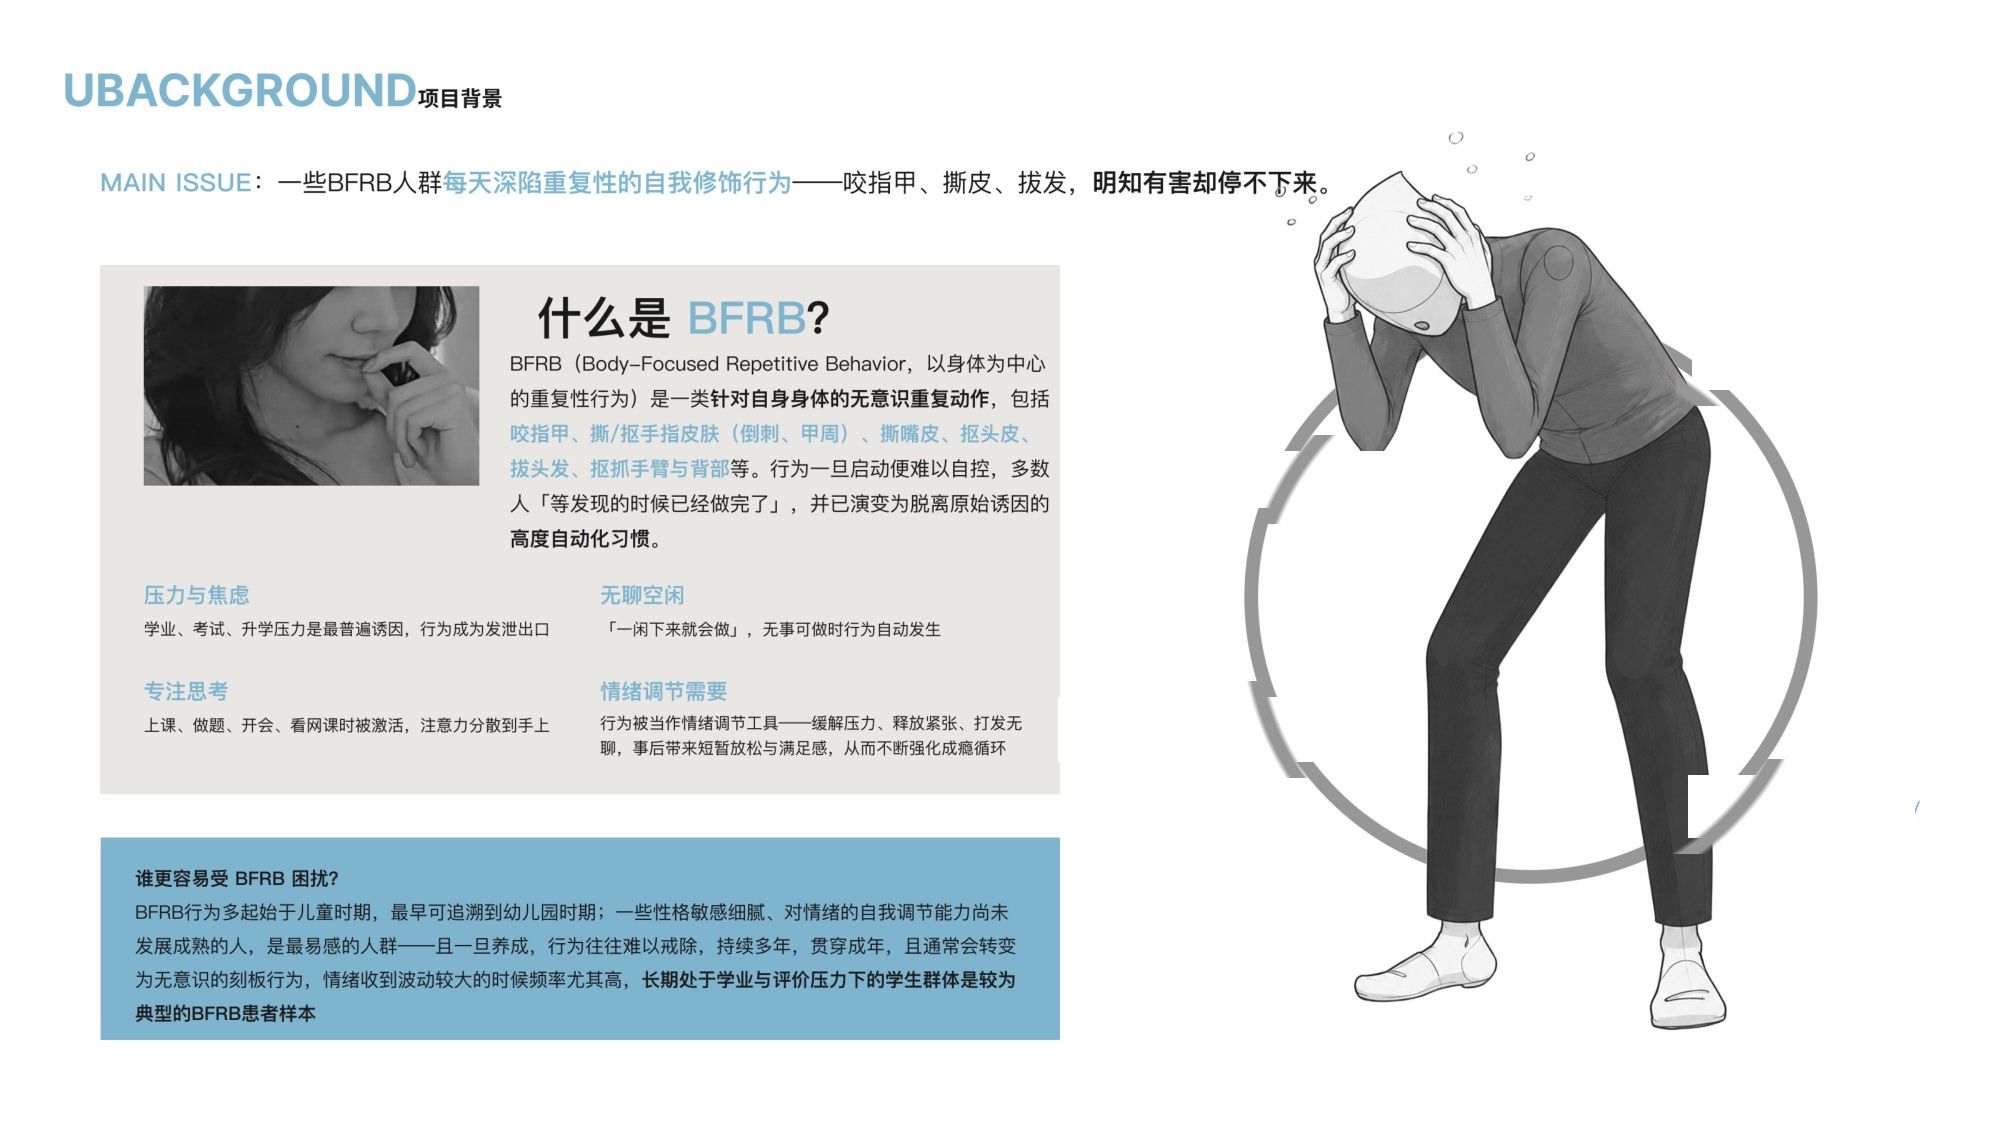 UBACKGROUND项目背景
MAIN ISSUE：一些BFRB人群每天深陷重复性的自我修饰行为——咬指甲、撕皮、拔发，明知有害却停不下来。
什么是 BFRB?
BFRB（Body-Focused Repetitive Behavior，以身体为中心
的重复性行为）是一类针对自身身体的无意识重复动作，包括
咬指甲、撕/抠手指皮肤（倒刺、甲周）、撕嘴皮、抠头皮、
拔头发、抠抓手臂与背部等。行为一旦启动便难以自控，多数
人「等发现的时候已经做完了」，并已演变为脱离原始诱因的
高度自动化习惯。
压力与焦虑
学业、考试、升学压力是最普遍诱因，行为成为发泄出口
无聊空闲
「一闲下来就会做」，无事可做时行为自动发生
专注思考
上课、做题、开会、看网课时被激活，注意力分散到手上
情绪调节需要
行为被当作情绪调节工具——缓解压力、释放紧张、打发无
聊，事后带来短暂放松与满足感，从而不断强化成瘾循环
谁更容易受 BFRB 困扰?
BFRB行为多起始于儿童时期，最早可追溯到幼儿园时期；一些性格敏感细腻、对情绪的自我调节能力尚未
发展成熟的人，是最易感的人群——且一旦养成，行为往往难以戒除，持续多年，贯穿成年，且通常会转变
为无意识的刻板行为，情绪收到波动较大的时候频率尤其高，长期处于学业与评价压力下的学生群体是较为
典型的BFRB患者样本